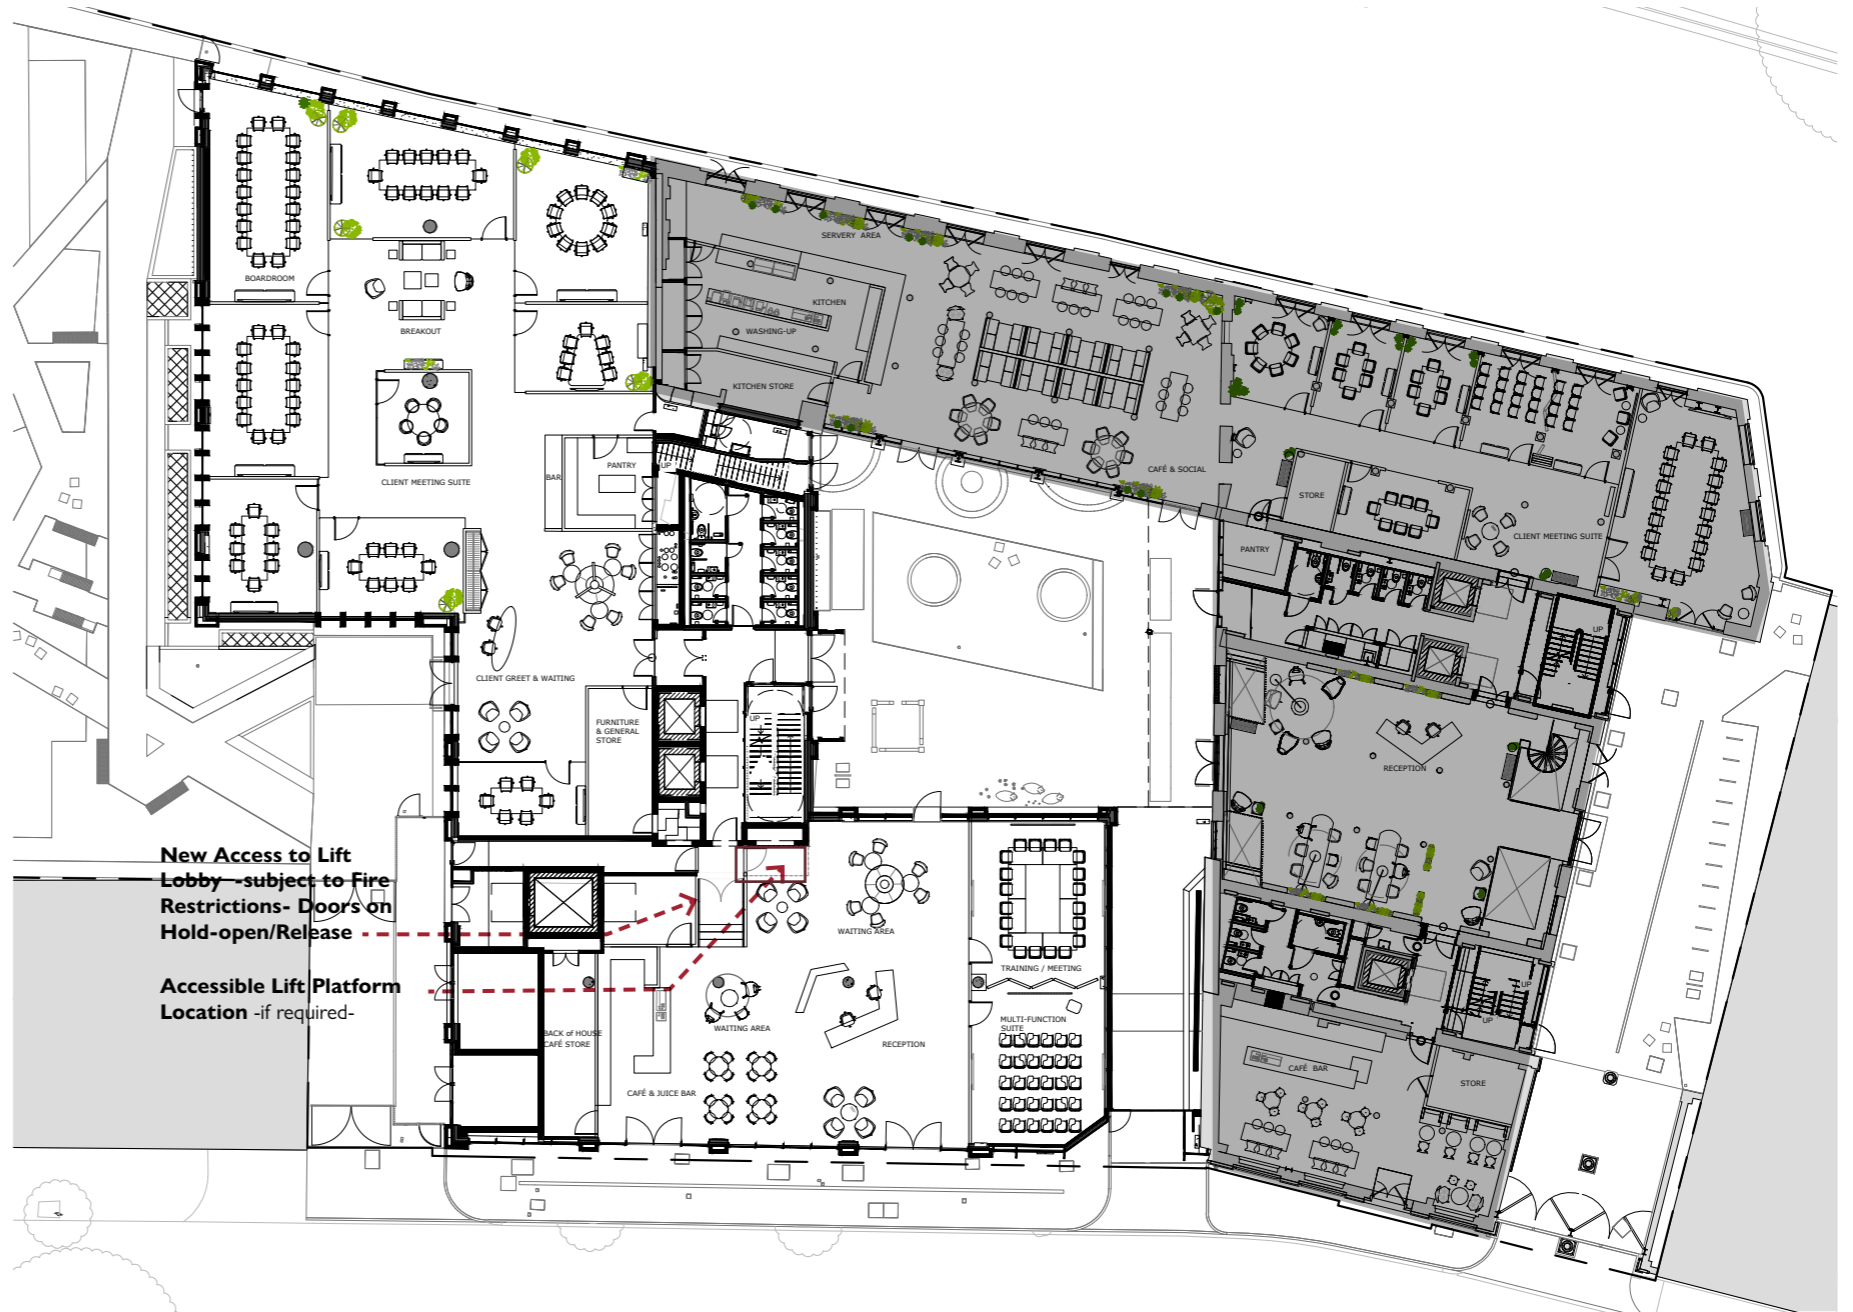 SERVERY AREA
BOARDROOM
KITCHEN
BREAKOUT
WASHING-UP
KITCHEN STORE
PANTRY
UP
BAR
CLIENT MEETING SUITE
CAFÉ & SOCIAL
STORE
CLIENT MEETING SUITE
PANTRY
UP
CLIENT GREET & WAITING
FURNITURE
& GENERAL
STORE
UP
RECEPTION
New Access to Lift
Lobby -subject to Fire
Restrictions- Doors on
Hold-open/Release
Accessible Lift Platform
Location -if required-
WAITING AREA
TRAINING / MEETING
WAITING AREA
BACK of HOUSE
CAFÉ STORE
RECEPTION
MULTI-FUNCTION
SUITE
CAFÉ & JUICE BAR
UP
UP
CAFÉ BAR
STORE